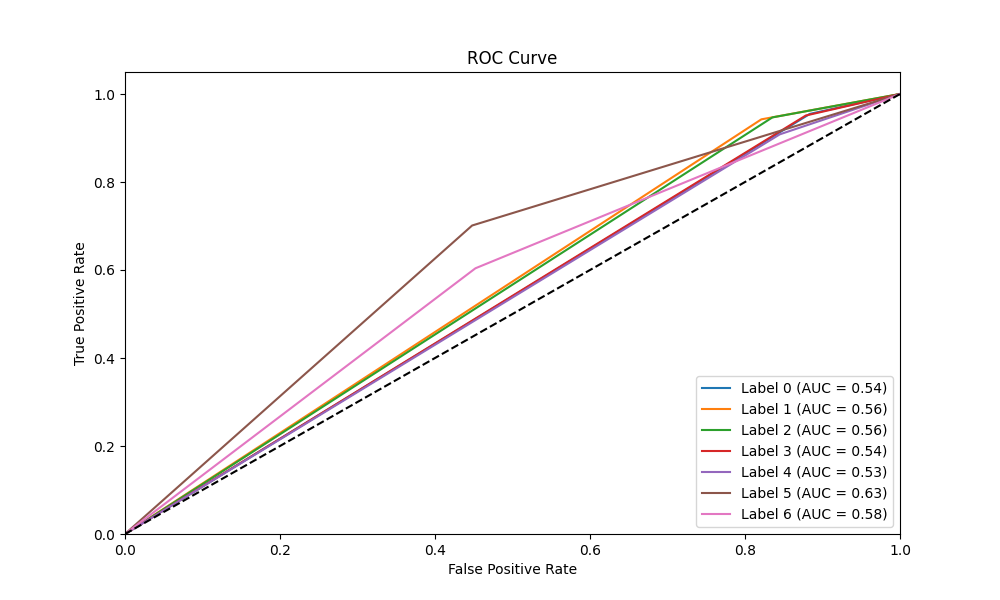 ROC Curve
True Positive Rate
1.0
0.8
0.6
0.4
0.2
0.0
Label 0 (AUC = 0.54)
Label 1 (AUC = 0.56)
Label 2 (AUC = 0.56)
Label 3 (AUC = 0.54)
Label 4 (AUC = 0.53)
Label 5 (AUC = 0.63)
Label 6 (AUC = 0.58)
0.0 0.2 0.4 0.6 0.8 1.0
False Positive Rate